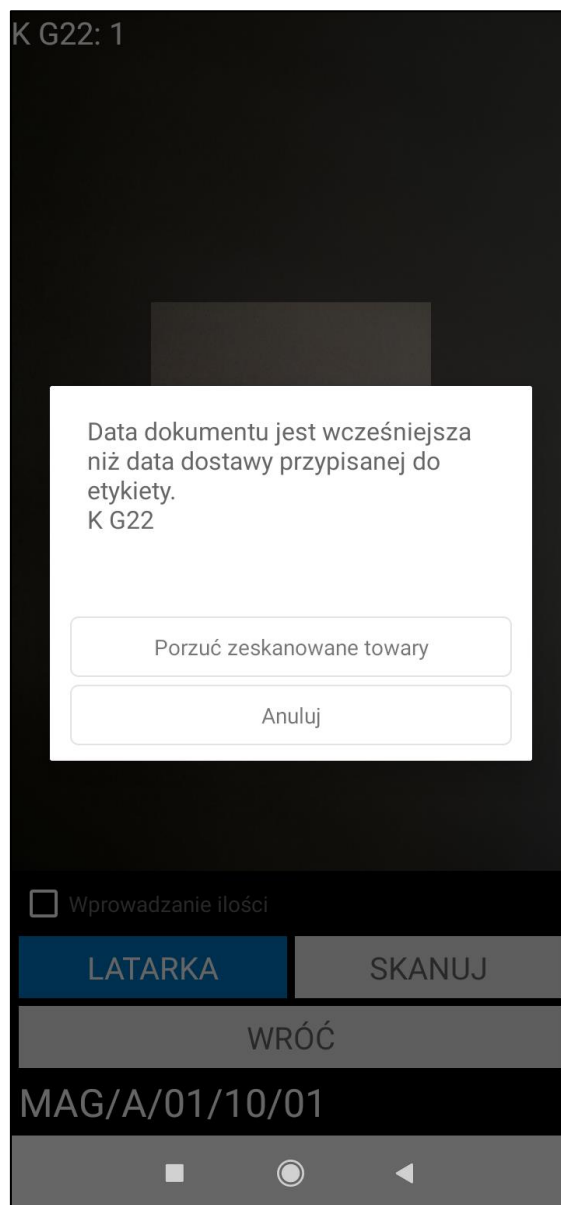 K G22: 1
Data dokumentu jest wcześniejsza
niż data dostawy przypisanej do
etykiety.
K G22
Porzuć zeskanowane towary
Anuluj
Wprowadzanie ilości
LATARKA
SKANUJ
WRÓĆ
MAG/A/01/10/01